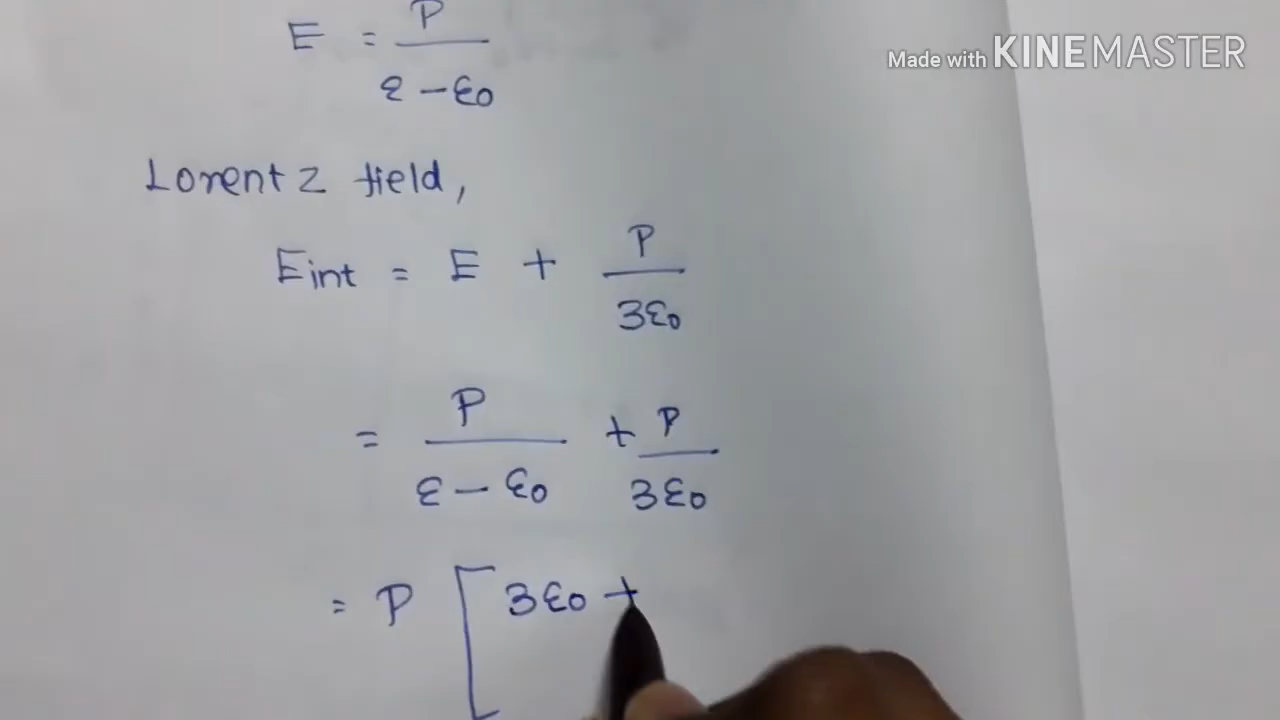 E = P
ε - ε0
Made with KINEMASTER
Lorentz field,
Eint = E + P
3ε0
= P + P
ε - ε0 3ε0
= P [ 3ε0 +